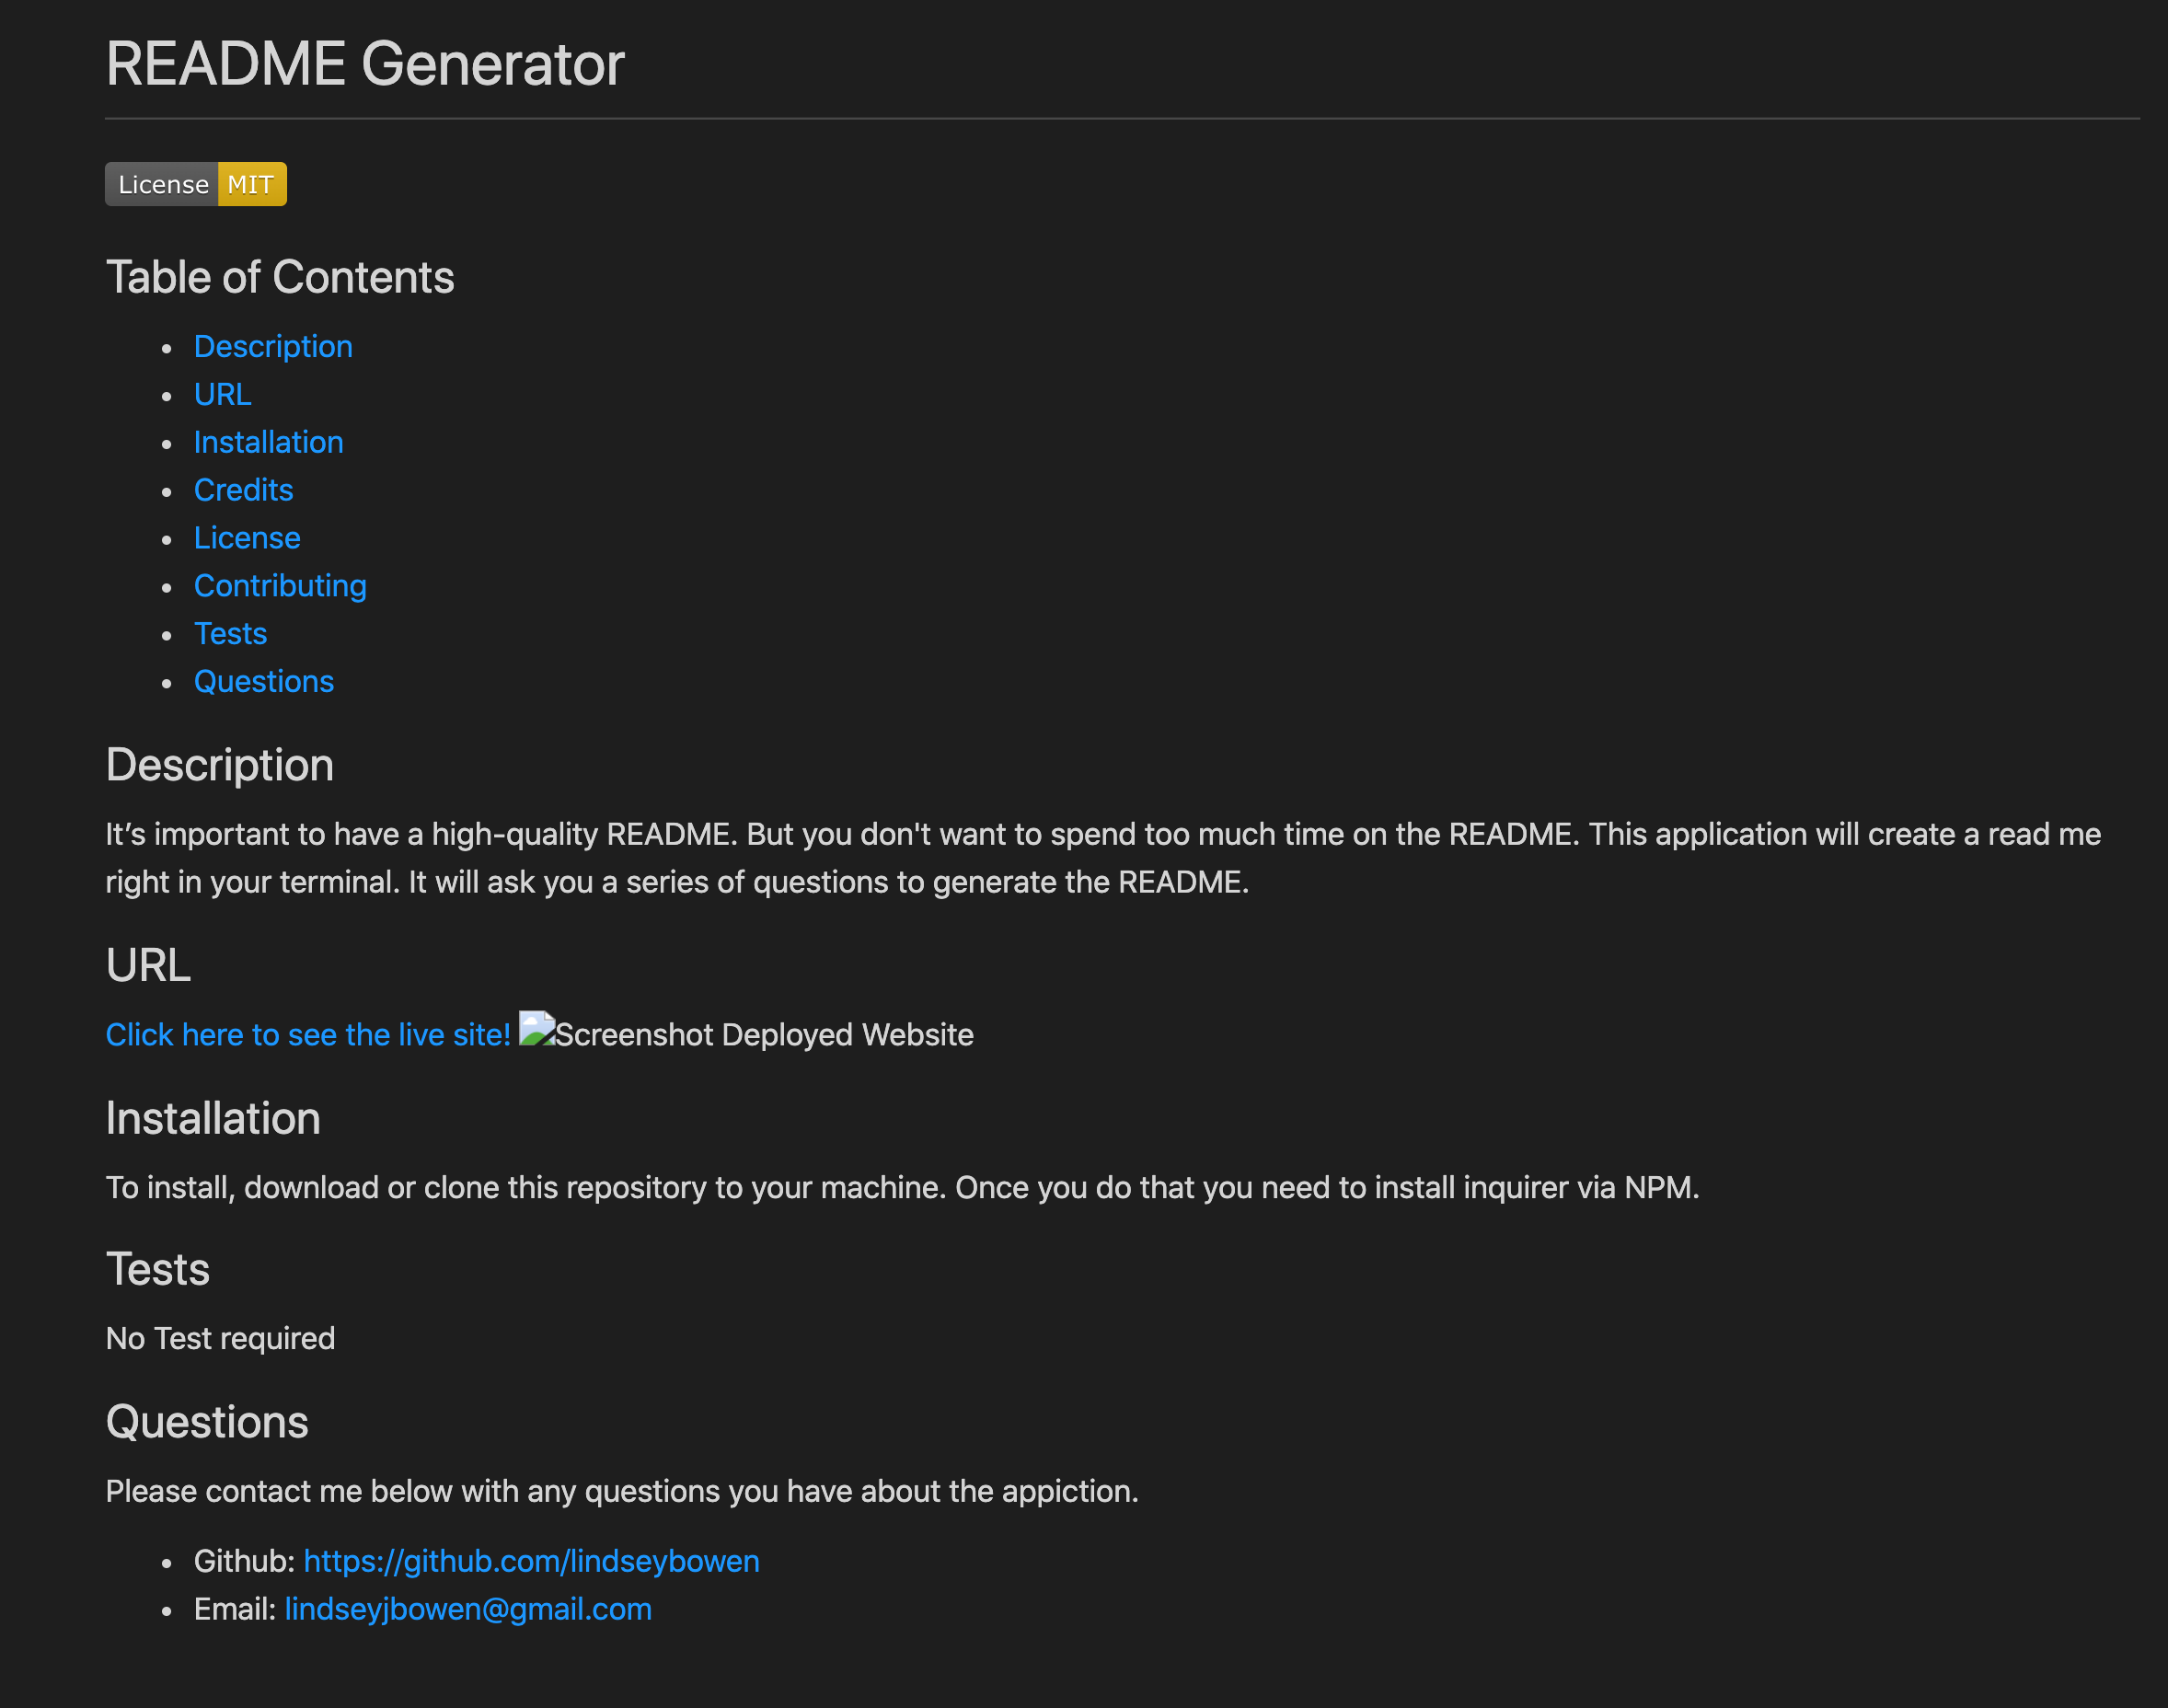 README Generator
License MIT
Table of Contents
Description
URL
Installation
Credits
License
Contributing
Tests
Questions
Description
It’s important to have a high-quality README. But you don't want to spend too much time on the README. This application will create a read me
right in your terminal. It will ask you a series of questions to generate the README.
URL
Click here to see the live site! Screenshot Deployed Website
Installation
To install, download or clone this repository to your machine. Once you do that you need to install inquirer via NPM.
Tests
No Test required
Questions
Please contact me below with any questions you have about the appiction.
Github: https://github.com/lindseybowen
Email: lindseyjbowen@gmail.com